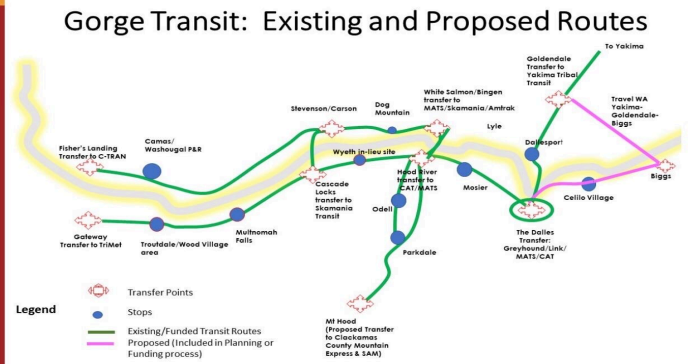 Gorge Transit: Existing and Proposed Routes
To Yakima
Goldendale
Transfer to
Yakima Tribal
Transit
White Salmon/Bingen
transfer to
MATS/Skamania/Amtrak
Travel WA
Yakima-
Goldendale-
Biggs
Stevenson/Carson
Dog
Mountain
Lyle
Fisher's Landing
Transfer to C-TRAN
Camas/
Washougal P&R
Wyeth in-lieu site
Dallesport
Hood River
transfer to
CAT/MATS
Cascade
Locks
transfer to
Skamania
Transit
Mosier
Celilo Village
Biggs
Odell
Gateway
Transfer to TriMet
Troutdale/Wood Village
area
Multnomah
Falls
The Dalles
Transfer:
Greyhound/Link/
MATS/CAT
Parkdale
Mt Hood
(Proposed Transfer
to Clackamas
County Mountain
Express & SAM)
Legend
Transfer Points
Stops
Existing/Funded Transit Routes
Proposed (Included in Planning or
Funding process)